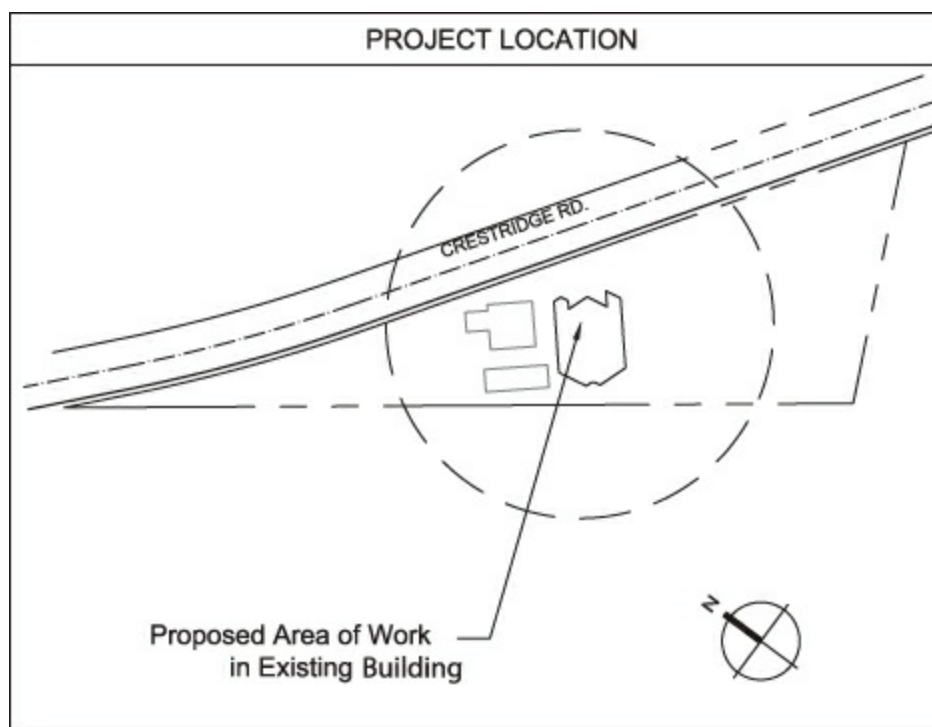 PROJECT LOCATION
CRESTRIDGE RD.
N
Proposed Area of Work
in Existing Building